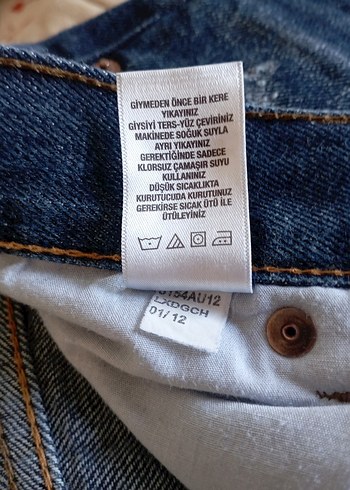 GİYMEDEN ÖNCE BİR KERE
YIKAYINIZ
GİYSİYİ TERS-YÜZ ÇEVİRİNİZ
MAKİNEDE SOĞUK SUYLA
AYRI YIKAYINIZ
GEREKTİĞİNDE SADECE
KLORSUZ ÇAMAŞIR SUYU
KULLANINIZ
DÜŞÜK SICAKLIKTA
KURUTUCUDA KURUTUNUZ
GEREKİRSE SICAK ÜTÜ İLE
ÜTÜLEYİNİZ
LXDGCH
01/12